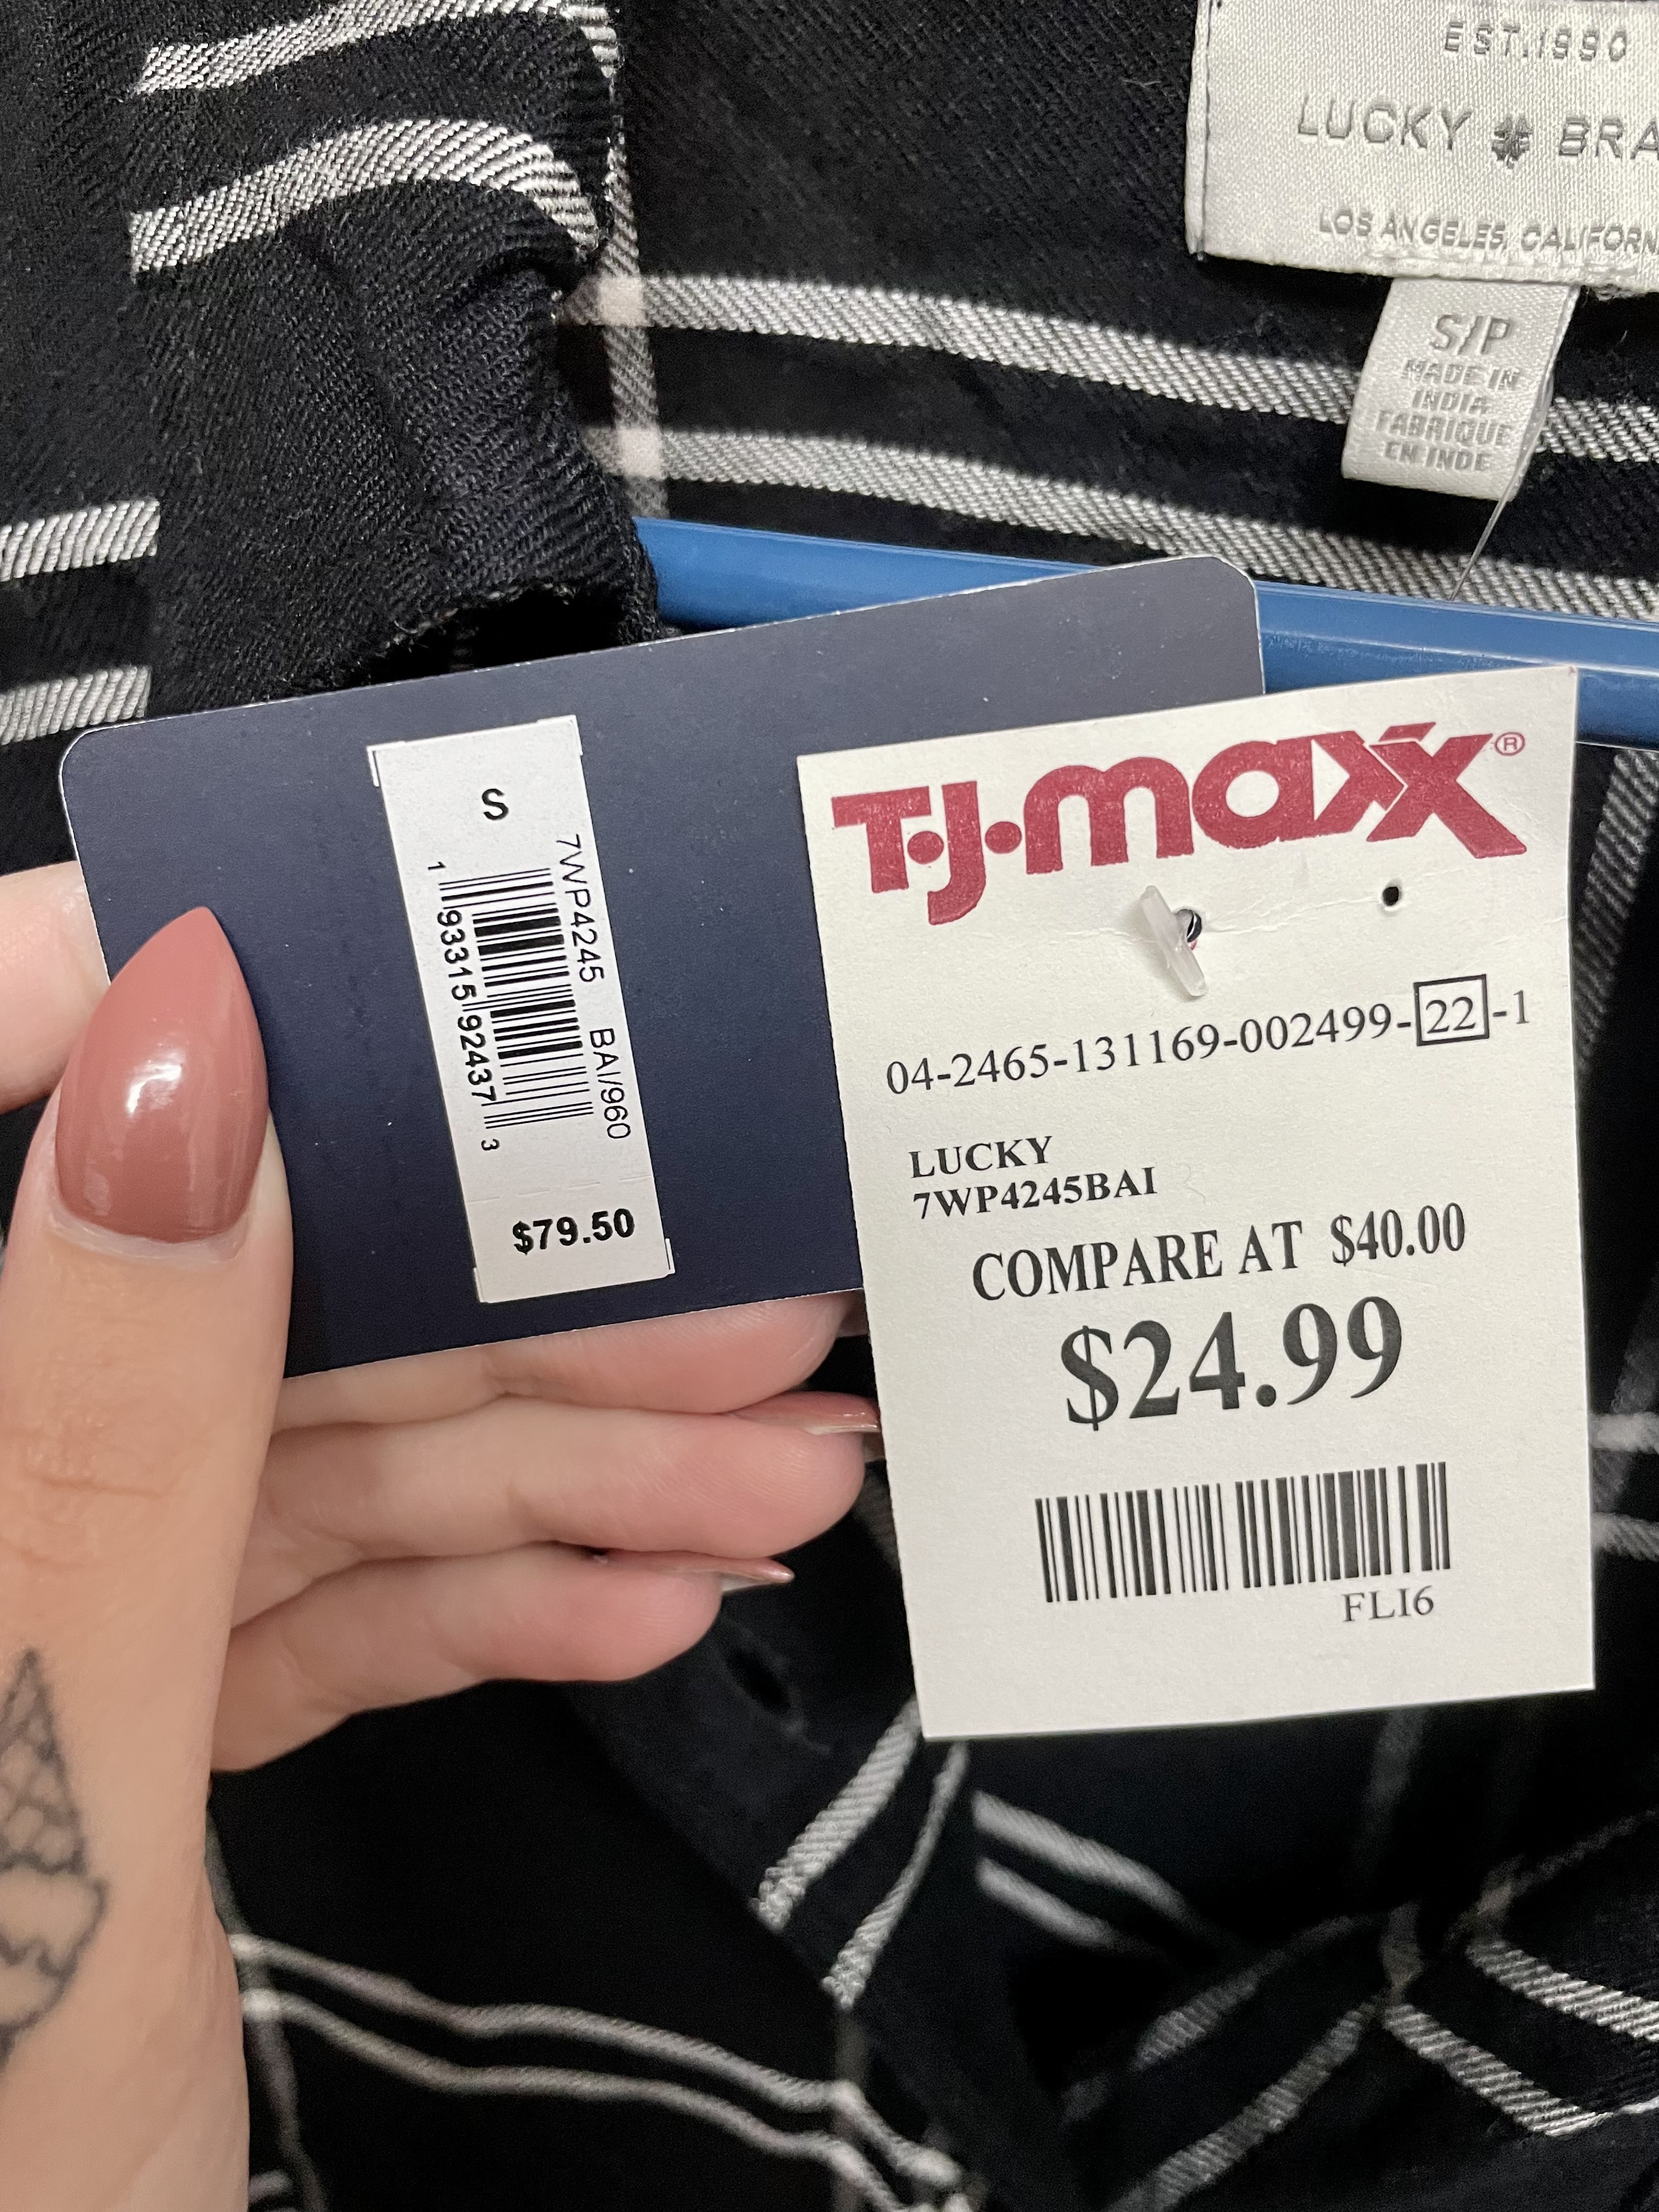 EST.1990
LUCKY BRA
LOS ANGELES, CALIFORN
S/P
MADE IN
INDIA
FABRIQUE
EN INDE
S
7WP4245 BAI/960
1 93315 92437 3
$79.50
T·J·maxx®
04-2465-131169-002499-22-1
LUCKY
7WP4245BAI
COMPARE AT $40.00
$24.99
FLI6